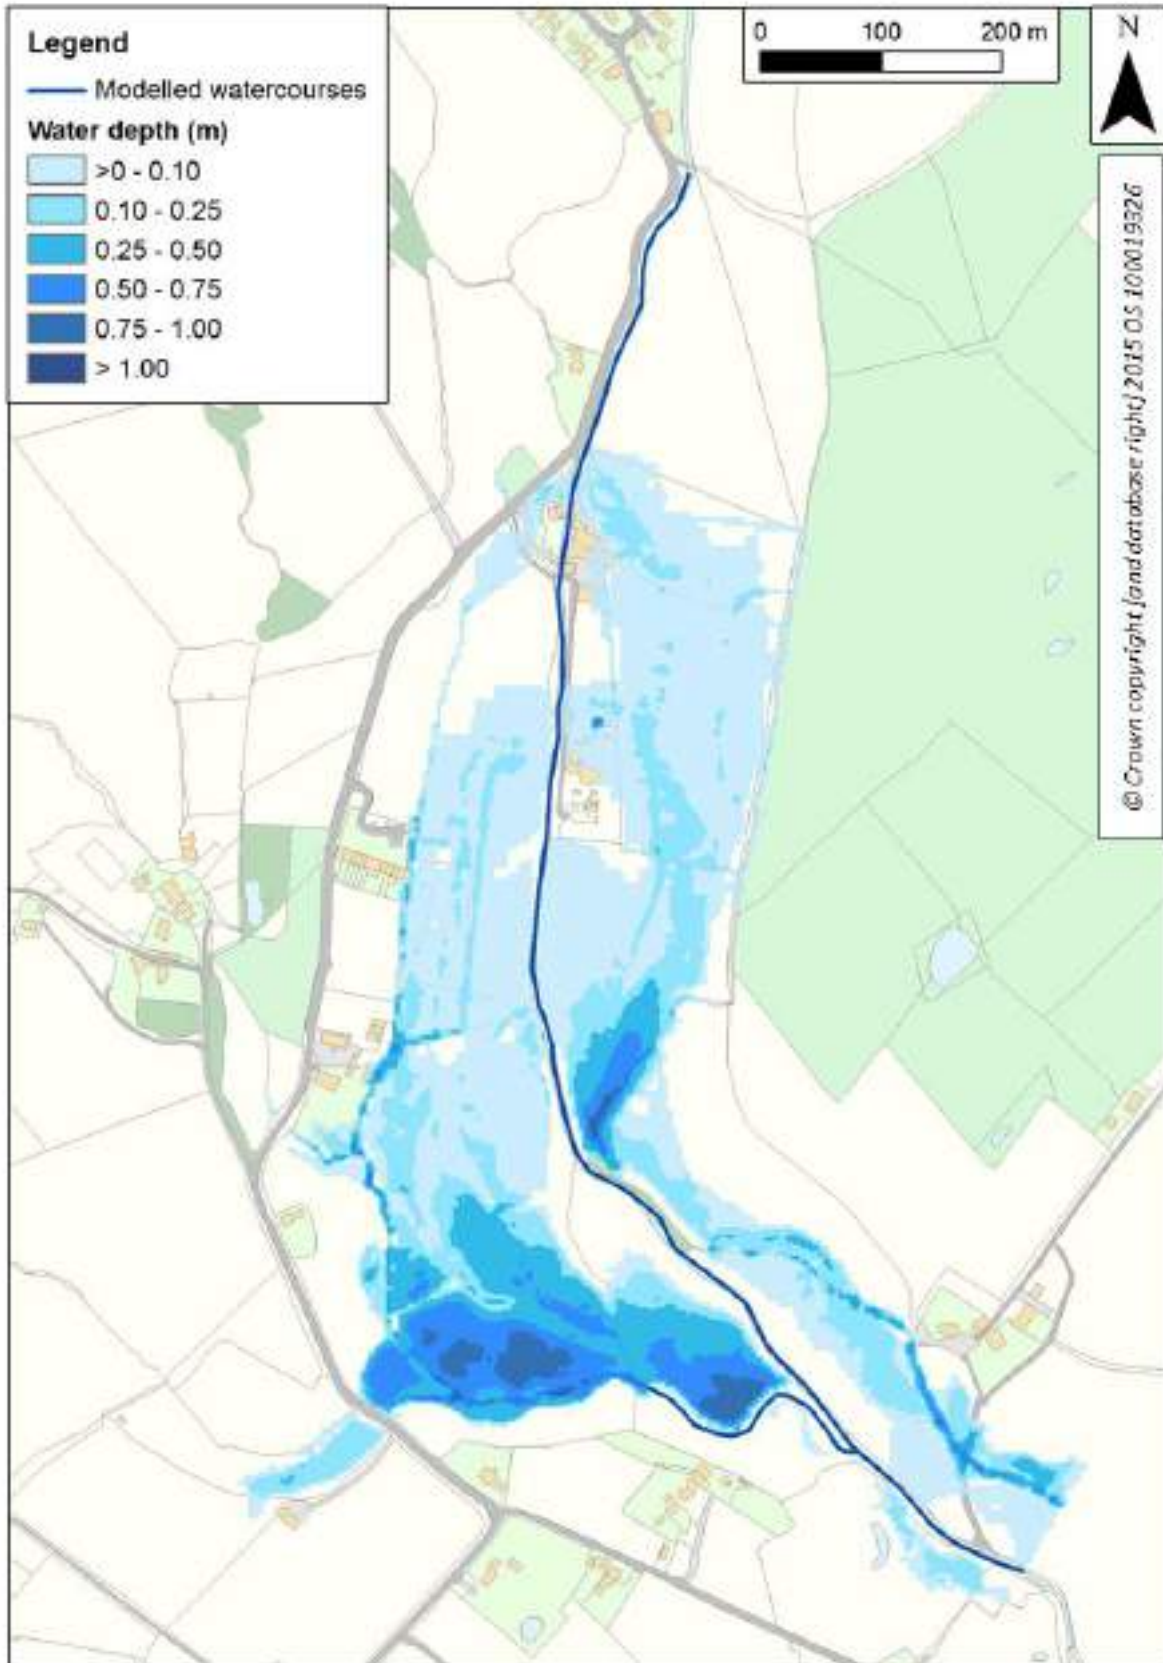 Legend
Modelled watercourses
Water depth (m)
>0 - 0.10
0.10 - 0.25
0.25 - 0.50
0.50 - 0.75
0.75 - 1.00
> 1.00
0 100 200 m
N
© Crown copyright [and database right] 2015 OS 100019326